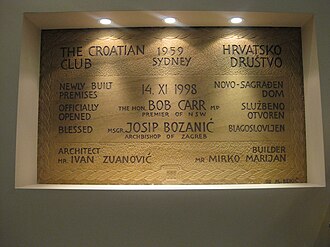 THE CROATIAN CLUB
1959
SYDNEY
HRVATSKO DRUŠTVO
NEWLY BUILT PREMISES
14. XI 1998
NOVO-SAGRAĐEN DOM
OFFICIALLY OPENED
THE HON. BOB CARR MP
PREMIER OF NSW
SLUŽBENO OTVOREN
BLESSED
MSGR. JOSIP BOZANIĆ
ARCHBISHOP OF ZAGREB
BLAGOSLOVLJEN
ARCHITECT
MR. IVAN ZUANOVIĆ
BUILDER
MR MIRKO MARIJAN